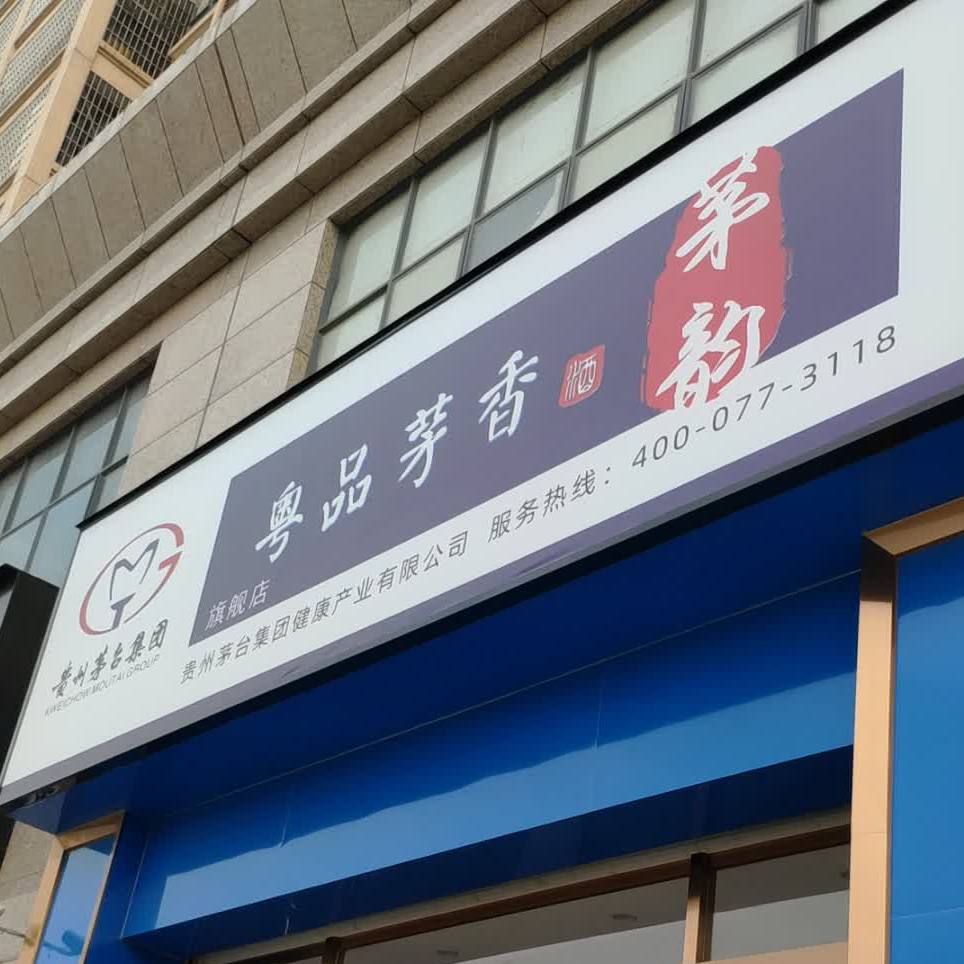 茅韵
粤品茅香 酒
旗舰店
贵州茅台集团
KWEICHOW MOUTAI GROUP
贵州茅台集团健康产业有限公司 服务热线：400-077-3118